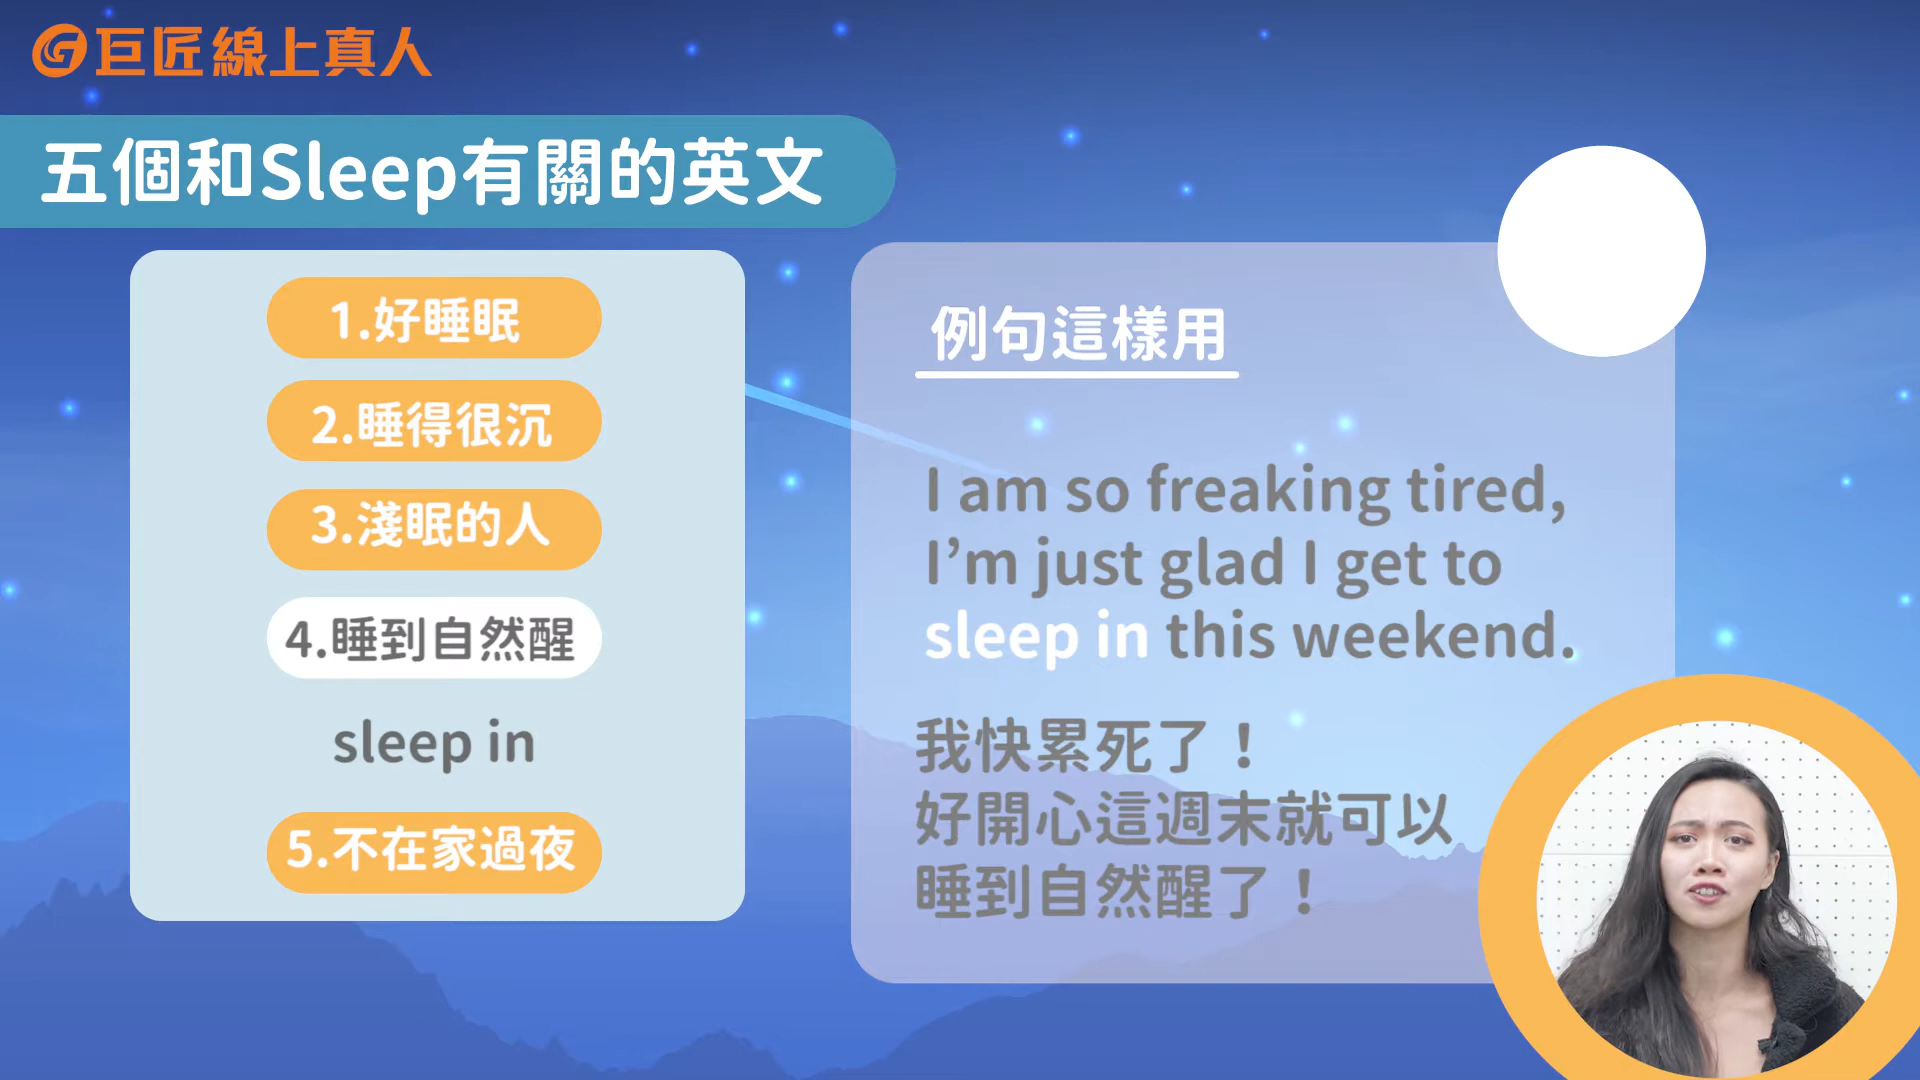 巨匠線上真人
五個和Sleep有關的英文
1.好睡眠
2.睡得很沉
3.淺眠的人
4.睡到自然醒
sleep in
5.不在家過夜
例句這樣用
I am so freaking tired,
I’m just glad I get to
sleep in this weekend.
我快累死了！
好開心這週末就可以
睡到自然醒了！